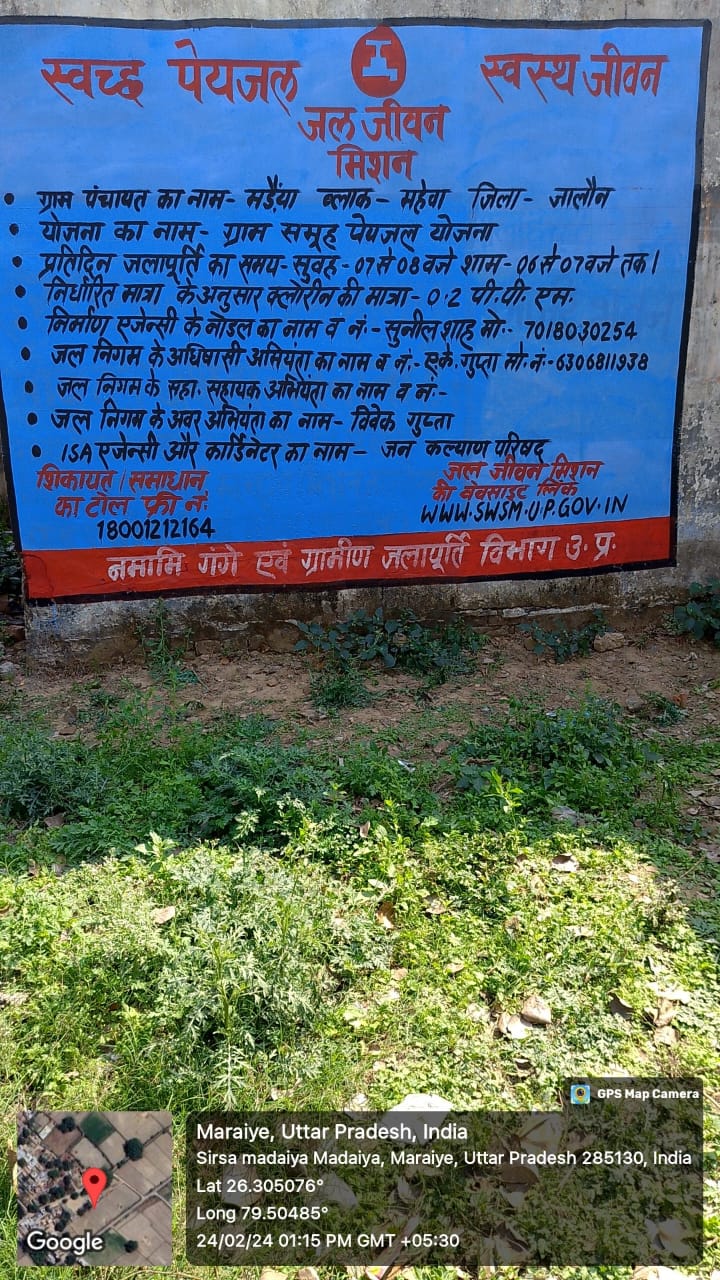 स्वच्छ पेयजल
स्वस्थ जीवन
जल जीवन
मिशन
ग्राम पंचायत का नाम- मड़ैया ब्लाक- महेवा जिला- जालौन
योजना का नाम- ग्राम समूह पेयजल योजना
प्रतिदिन जलापूर्ति का समय- सुवह- 07 से 08 वजे शाम- 06 से 07 वजे तक।
निर्धारित मात्रा के अनुसार क्लोरीन की मात्रा- 0.2 पी. पी. एम.
निर्माण एजेन्सी के नोडल का नाम व नं:- सुनील शाह मो:- 7018030254
जल निगम के अधिषासी अभियंता का नाम व नं:- ए.के. गुप्ता मो. नं:-6306811938
जल निगम के सहा. सहायक अभियंता का नाम व नं:-
जल निगम के अवर अभियंता का नाम- विवेक गुप्ता
ISA एजेन्सी और कार्डिनेटर का नाम- जन कल्याण परिषद
शिकायत/समाधान
का टोल फ्री नं:
18001212164
जल जीवन मिशन
की बेवसाइट लिंक
WWW.SWSM.U.P.GOV.IN
नमामि गंगे एवं ग्रामीण जलापूर्ति विभाग उ. प्र.
GPS Map Camera
Maraiye, Uttar Pradesh, India
Sirsa madaiya Madaiya, Maraiye, Uttar Pradesh 285130, India
Lat 26.305076°
Long 79.50485°
24/02/24 01:15 PM GMT +05:30
Google